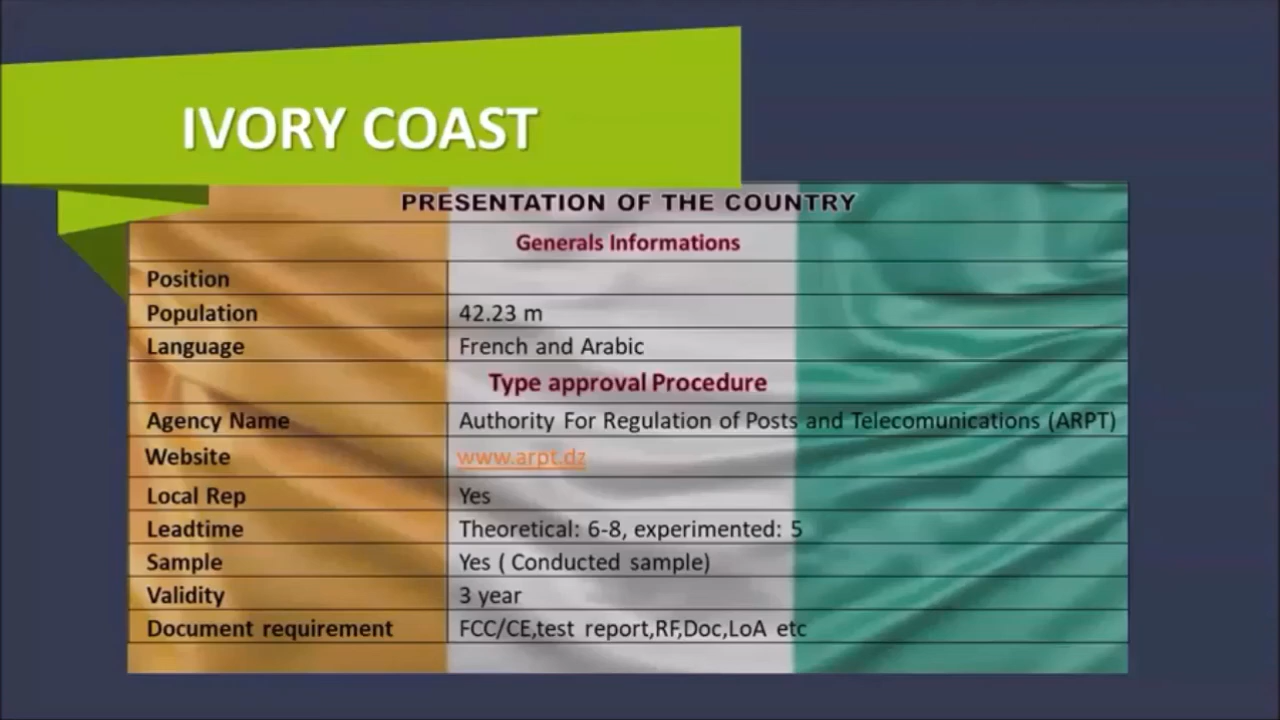 IVORY COAST
PRESENTATION OF THE COUNTRY
Generals Informations
Position
Population 42.23 m
Language French and Arabic
Type approval Procedure
Agency Name Authority For Regulation of Posts and Telecomunications (ARPT)
Website www.arpt.dz
Local Rep Yes
Leadtime Theoretical: 6-8, experimented: 5
Sample Yes ( Conducted sample)
Validity 3 year
Document requirement FCC/CE,test report,RF,Doc,LoA etc